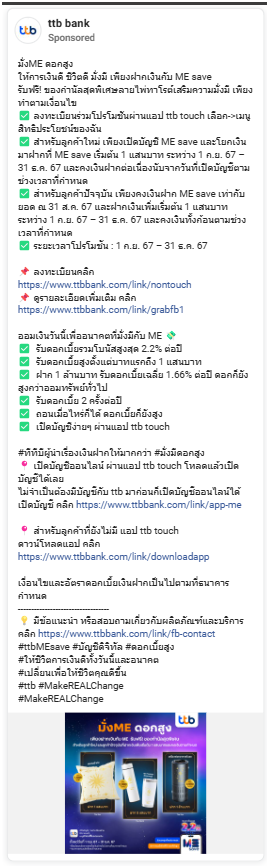 ttb bank
Sponsored
มั่งME ดอกสูง
ให้การเงินดี ชีวิตดี มั่งมี เพียงฝากเงินกับ ME save
รับฟรี! ของกำนัลสุดพิเศษลายไพ่ทาโรต์เสริมความมั่งมี เพียง
ทำตามเงื่อนไข
✅ ลงทะเบียนร่วมโปรโมชันผ่านแอป ttb touch เลือก->เมนู
สิทธิประโยชน์ของฉัน
✅ สำหรับลูกค้าใหม่ เพียงเปิดบัญชี ME save และโยกเงิน
มาฝากที่ ME save เริ่มต้น 1 แสนบาท ระหว่าง 1 ก.ย. 67 –
31 ธ.ค. 67 และคงเงินฝากต่อเนื่องนับจากวันที่เปิดบัญชีตาม
ช่วงเวลาที่กำหนด
✅ สำหรับลูกค้าปัจจุบัน เพียงคงเงินฝาก ME save เท่ากับ
ยอด ณ 31 ส.ค. 67 และฝากเงินเพิ่มเริ่มต้น 1 แสนบาท
ระหว่าง 1 ก.ย. 67 – 31 ธ.ค. 67 และคงเงินทั้งก้อนตามช่วง
เวลาที่กำหนด
✅ ระยะเวลาโปรโมชัน : 1 ก.ย. 67 – 31 ธ.ค. 67
📌 ลงทะเบียนคลิก
https://www.ttbbank.com/link/nontouch
📌 ดูรายละเอียดเพิ่มเติม คลิก
https://www.ttbbank.com/link/grabfb1
ออมเงินวันนี้เพื่ออนาคตที่มั่งมีกับ ME 💸
✅ รับดอกเบี้ยรวมโบนัสสูงสุด 2.2% ต่อปี
✅ รับดอกเบี้ยสูงตั้งแต่บาทแรกถึง 1 แสนบาท
✅ ฝาก 1 ล้านบาท รับดอกเบี้ยเฉลี่ย 1.66% ต่อปี ดอกก็ยัง
สูงกว่าออมทรัพย์ทั่วไป
✅ รับดอกเบี้ย 2 ครั้งต่อปี
✅ ถอนเมื่อไหร่ก็ได้ ดอกเบี้ยก็ยังสูง
✅ เปิดบัญชีง่ายๆ ผ่านแอป ttb touch
#ทีทีบีผู้นำเรื่องเงินฝากให้มากกว่า #มั่งมีดอกสูง
📍 เปิดบัญชีออนไลน์ ผ่านแอป ttb touch โหลดแล้วเปิด
บัญชีได้เลย
ไม่จำเป็นต้องมีบัญชีกับ ttb มาก่อนก็เปิดบัญชีออนไลน์ได้
เปิดบัญชี คลิก https://www.ttbbank.com/link/app-me
📍 สำหรับลูกค้าที่ยังไม่มี แอป ttb touch
ดาวน์โหลดแอป คลิก
https://www.ttbbank.com/link/downloadapp
เงื่อนไขและอัตราดอกเบี้ยเงินฝากเป็นไปตามที่ธนาคาร
กำหนด
-----------------------------------
💡 มีข้อแนะนำ หรือสอบถามเกี่ยวกับผลิตภัณฑ์และบริการ
คลิก https://www.ttbbank.com/link/fb-contact
#ttbMEsave #บัญชีดิจิทัล #ดอกเบี้ยสูง
#ให้ชีวิตการเงินดีทั้งวันนี้และอนาคต
#เปลี่ยนเพื่อให้ชีวิตคุณดีขึ้น
#ttb #MakeREALChange
#MakeREALChange
มั่งME ดอกสูง
ttb
ME